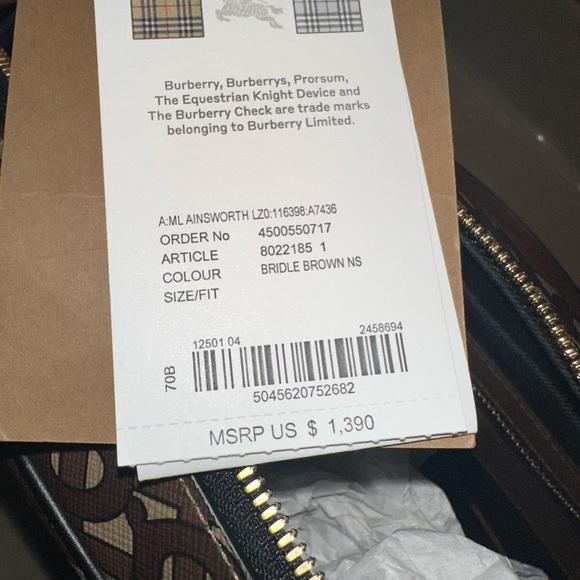 Burberry, Burberrys, Prorsum,
The Equestrian Knight Device and
The Burberry Check are trade marks
belonging to Burberry Limited.
A:ML AINSWORTH LZ0:116398:A7436
ORDER No 4500550717
ARTICLE 8022185 1
COLOUR BRIDLE BROWN NS
SIZE/FIT
12501 04 2458694
70B
5045620752682
MSRP US $ 1,390